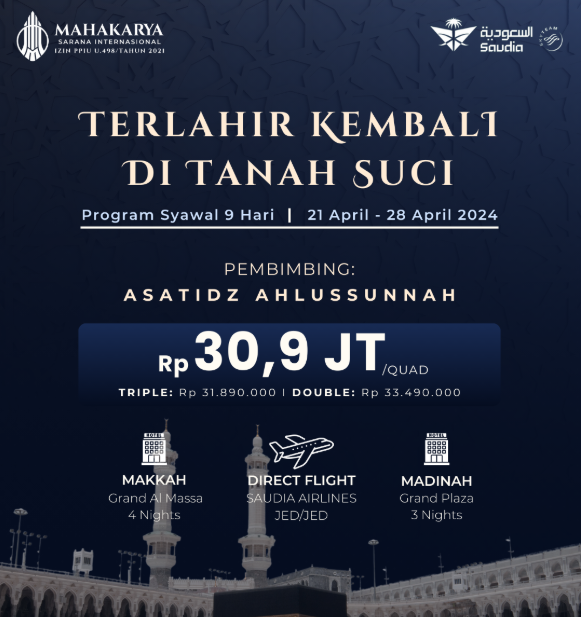 MAHAKARYA
SARANA INTERNASIONAL
IZIN PPIU U.498/TAHUN 2021
السعودية
Saudia
SKYTEAM
TERLAHIR KEMBALI
DI TANAH SUCI
Program Syawal 9 Hari | 21 April - 28 April 2024
PEMBIMBING:
ASATIDZ AHLUSSUNNAH
Rp 30,9 JT /QUAD
TRIPLE: Rp 31.890.000 I DOUBLE: Rp 33.490.000
HOTEL
MAKKAH
Grand Al Massa
4 Nights
DIRECT FLIGHT
SAUDIA AIRLINES
JED/JED
HOTEL
MADINAH
Grand Plaza
3 Nights